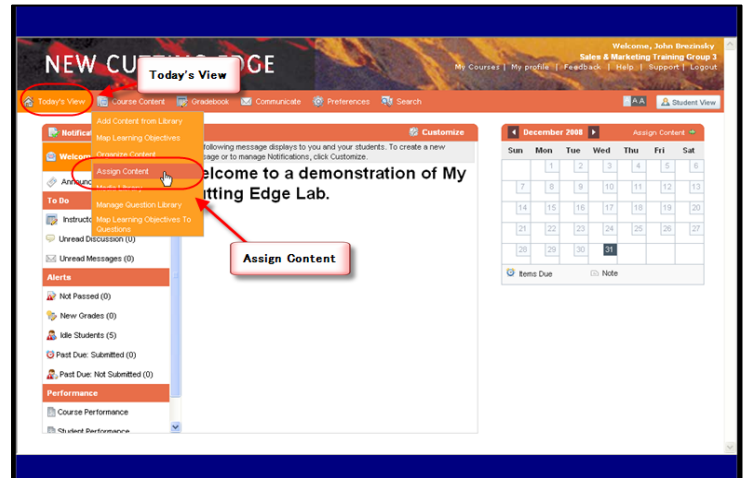 Welcome, John Brezinsky
Sales & Marketing Training Group 3
NEW CUTTING EDGE
My Courses | My profile | Feedback | Help | Support | Logout
Today's View
Today's View
Course Content
Gradebook
Communicate
Preferences
Search
AA
Student View
Add Content from Library
Map Learning Objectives
Organize Content
Assign Content
Manage Question Library
Map Learning Objectives To
Questions
Customize
following message displays to you and your students. To create a new
sage or to manage Notifications, click Customize.
elcome to a demonstration of My
tting Edge Lab.
Assign Content
Notificat
Welcom
Announc
To Do
Instructo
Unread Discussion (0)
Unread Messages (0)
Alerts
Not Passed (0)
New Grades (0)
Idle Students (5)
Past Due: Submitted (0)
Past Due: Not Submitted (0)
Performance
Course Performance
Student Performance
December 2008
Assign Content
Sun Mon Tue Wed Thu Fri Sat
1 2 3 4 5 6
7 8 9 10 11 12 13
14 15 16 17 18 19 20
21 22 23 24 25 26 27
28 29 30 31
Items Due
Note